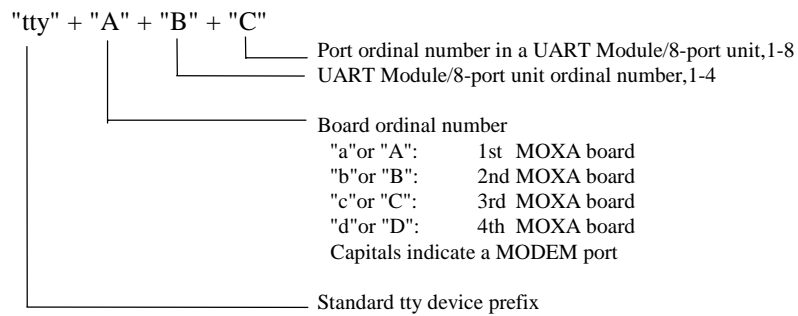 "tty" + "A" + "B" + "C"
Port ordinal number in a UART Module/8-port unit,1-8
UART Module/8-port unit ordinal number,1-4
Board ordinal number
"a"or "A": 1st MOXA board
"b"or "B": 2nd MOXA board
"c"or "C": 3rd MOXA board
"d"or "D": 4th MOXA board
Capitals indicate a MODEM port
Standard tty device prefix